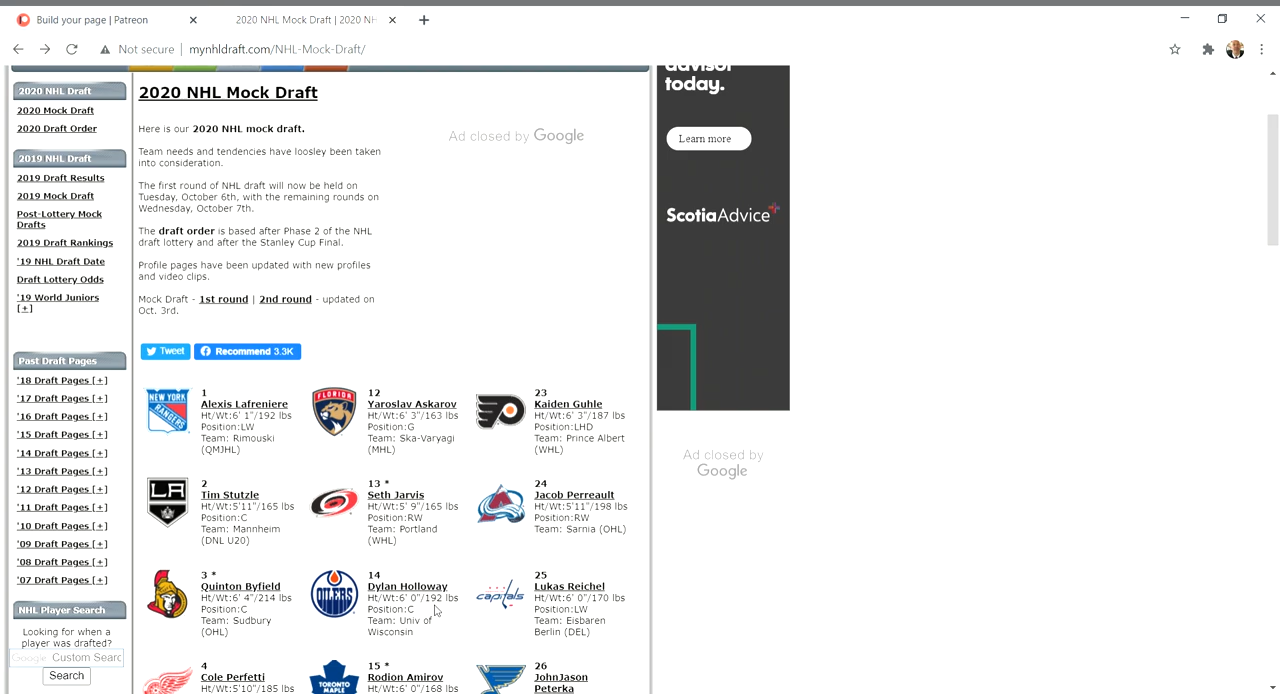 Build your page | Patreon
2020 NHL Mock Draft | 2020 NH
Not secure | mynhldraft.com/NHL-Mock-Draft/
2020 NHL Draft
2020 Mock Draft
2020 Draft Order
2019 NHL Draft
2019 Draft Results
2019 Mock Draft
Post-Lottery Mock
Drafts
2019 Draft Rankings
'19 NHL Draft Date
Draft Lottery Odds
'19 World Juniors
[+]
Past Draft Pages
'18 Draft Pages [+]
'17 Draft Pages [+]
'16 Draft Pages [+]
'15 Draft Pages [+]
'14 Draft Pages [+]
'13 Draft Pages [+]
'12 Draft Pages [+]
'11 Draft Pages [+]
'10 Draft Pages [+]
'09 Draft Pages [+]
'08 Draft Pages [+]
'07 Draft Pages [+]
NHL Player Search
Looking for when a
player was drafted?
Google Custom Searc
Search
2020 NHL Mock Draft
Here is our 2020 NHL mock draft.
Team needs and tendencies have loosley been taken
into consideration.
The first round of NHL draft will now be held on
Tuesday, October 6th, with the remaining rounds on
Wednesday, October 7th.
The draft order is based after Phase 2 of the NHL
draft lottery and after the Stanley Cup Final.
Profile pages have been updated with new profiles
and video clips.
Mock Draft - 1st round | 2nd round - updated on
Oct. 3rd.
Ad closed by Google
Tweet
Recommend 3.3K
NEW YORK
RANGERS
1
Alexis Lafreniere
Ht/Wt:6' 1"/192 lbs
Position:LW
Team: Rimouski
(QMJHL)
FLORIDA
12
Yaroslav Askarov
Ht/Wt:6' 3"/163 lbs
Position:G
Team: Ska-Varyagi
(MHL)
23
Kaiden Guhle
Ht/Wt:6' 3"/187 lbs
Position:LHD
Team: Prince Albert
(WHL)
LA
2
Tim Stutzle
Ht/Wt:5'11"/165 lbs
Position:C
Team: Mannheim
(DNL U20)
13 *
Seth Jarvis
Ht/Wt:5' 9"/165 lbs
Position:RW
Team: Portland
(WHL)
24
Jacob Perreault
Ht/Wt:5'11"/198 lbs
Position:RW
Team: Sarnia (OHL)
3 *
Quinton Byfield
Ht/Wt:6' 4"/214 lbs
Position:C
Team: Sudbury
(OHL)
OILERS
14
Dylan Holloway
Ht/Wt:6' 0"/192 lbs
Position:C
Team: Univ of
Wisconsin
capitals
25
Lukas Reichel
Ht/Wt:6' 0"/170 lbs
Position:LW
Team: Eisbaren
Berlin (DEL)
4
Cole Perfetti
Ht/Wt:5'10"/185 lbs
TORONTO
MAPLE
15 *
Rodion Amirov
Ht/Wt:6' 0"/168 lbs
26
JohnJason
Peterka
advisor
today.
Learn more
ScotiaAdvice+
Ad closed by
Google